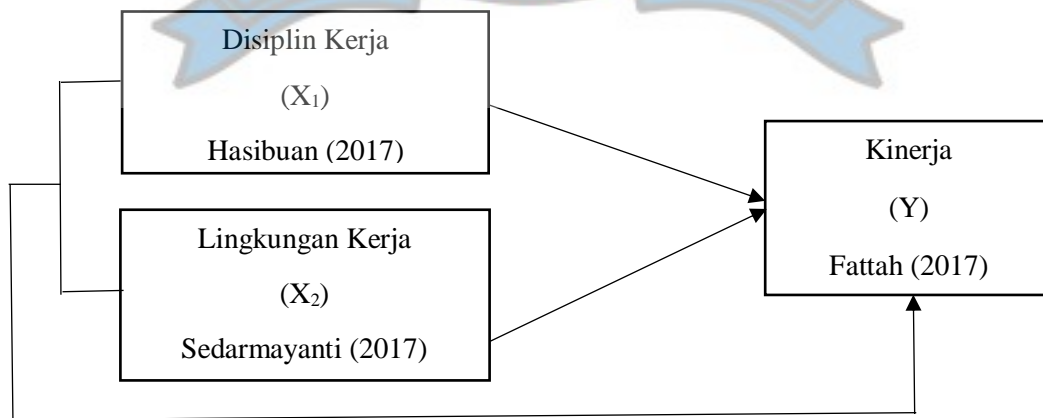 Disiplin Kerja
(X₁)
Hasibuan (2017)
Lingkungan Kerja
(X₂)
Sedarmayanti (2017)
Kinerja
(Y)
Fattah (2017)